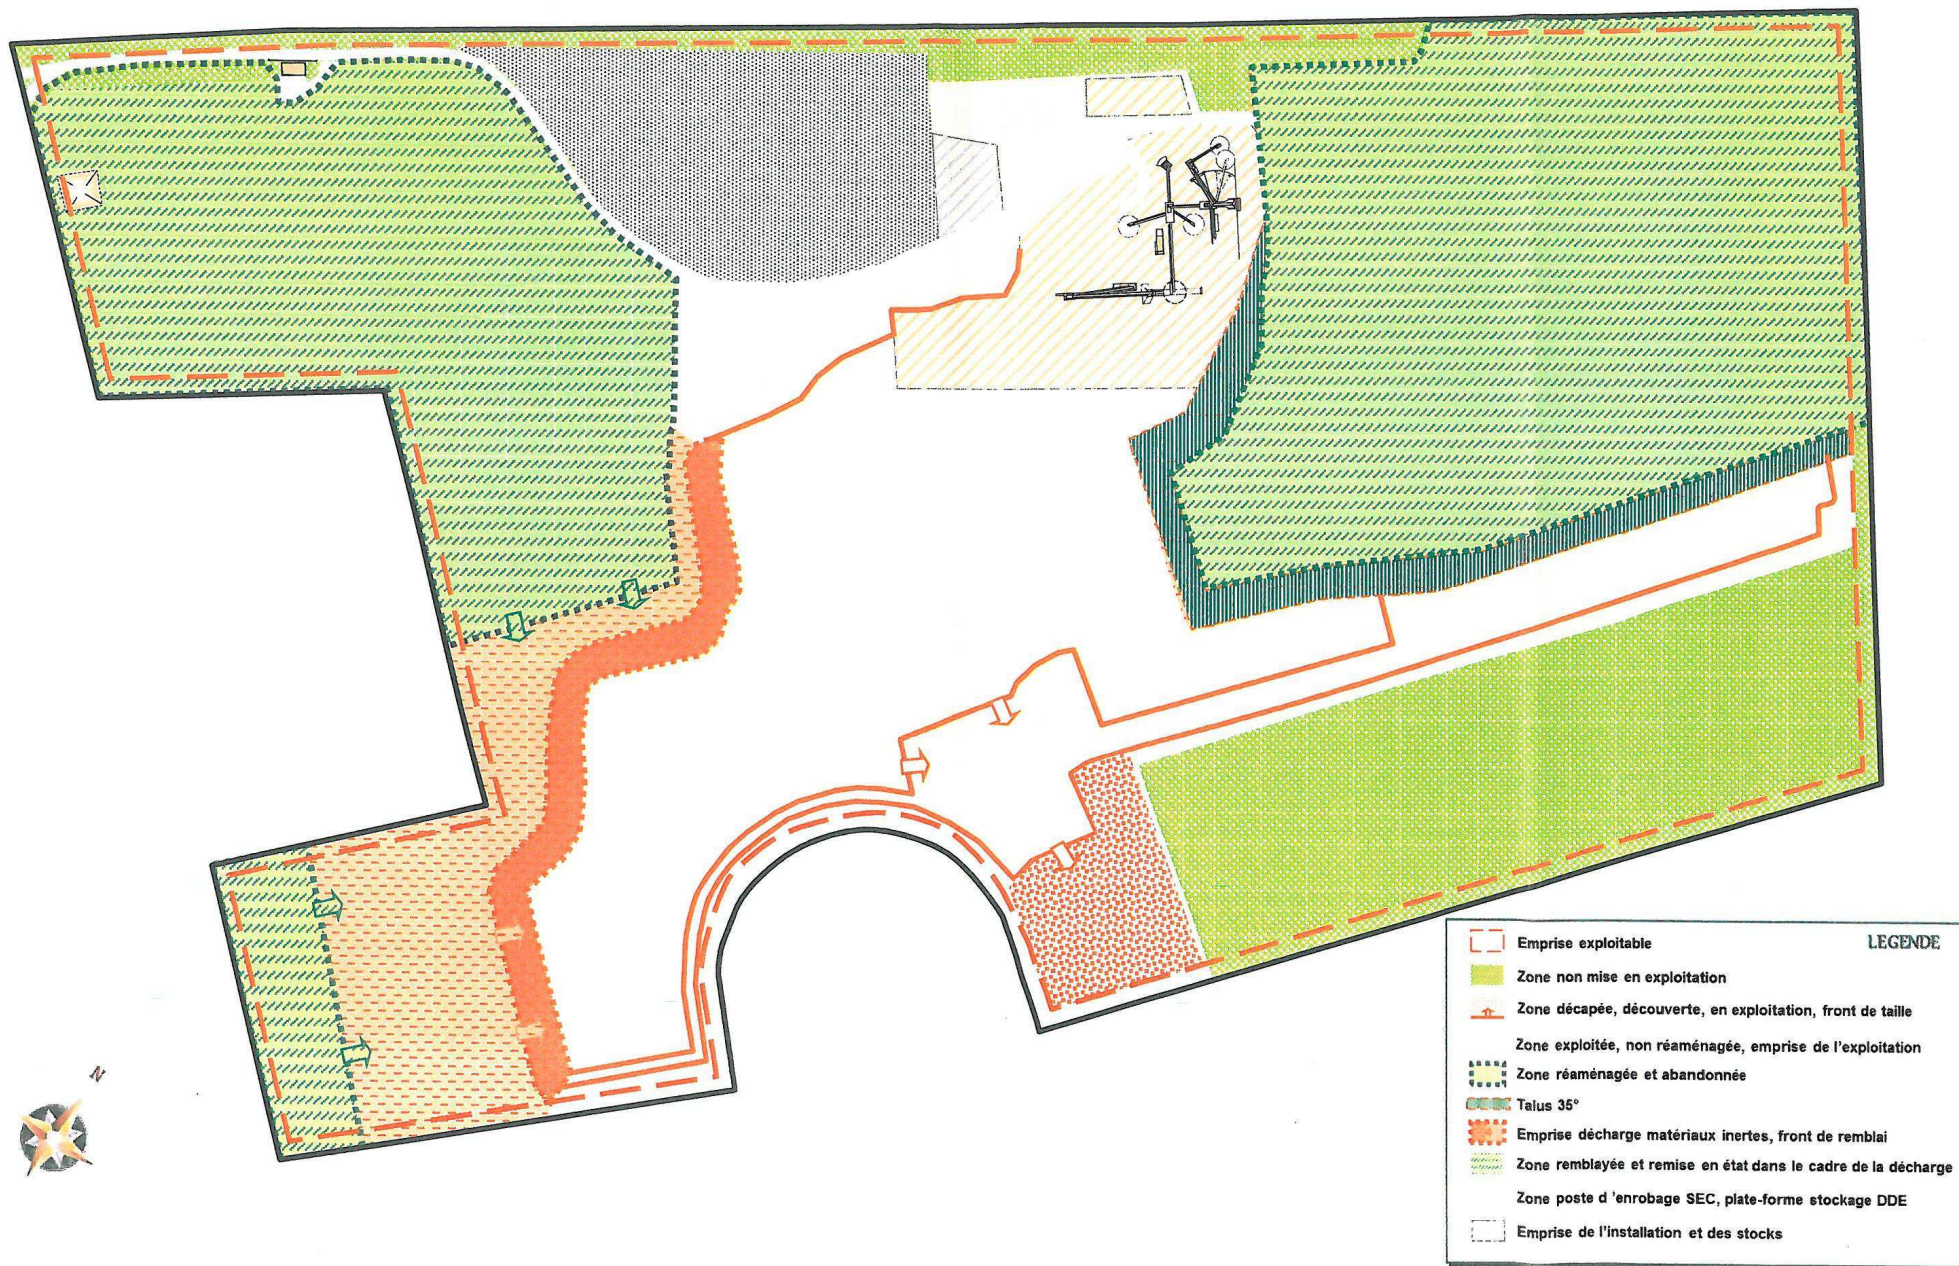 LEGENDE
Emprise exploitable
Zone non mise en exploitation
Zone décapée, découverte, en exploitation, front de taille
Zone exploitée, non réaménagée, emprise de l'exploitation
Zone réaménagée et abandonnée
Talus 35°
Emprise décharge matériaux inertes, front de remblai
Zone remblayée et remise en état dans le cadre de la décharge
Zone poste d 'enrobage SEC, plate-forme stockage DDE
Emprise de l'installation et des stocks
N